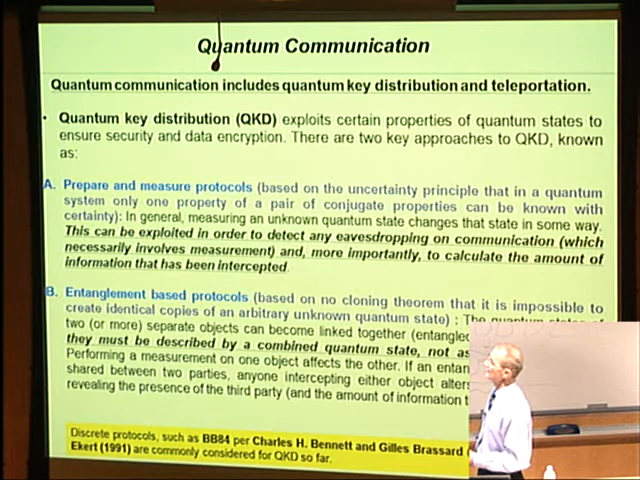 Quantum Communication
Quantum communication includes quantum key distribution and teleportation.
• Quantum key distribution (QKD) exploits certain properties of quantum states to
ensure security and data encryption. There are two key approaches to QKD, known
as:
A. Prepare and measure protocols (based on the uncertainty principle that in a quantum
system only one property of a pair of conjugate properties can be known with
certainty): In general, measuring an unknown quantum state changes that state in some way.
This can be exploited in order to detect any eavesdropping on communication (which
necessarily involves measurement) and, more importantly, to calculate the amount of
information that has been intercepted.
B. Entanglement based protocols (based on no cloning theorem that it is impossible to
create identical copies of an arbitrary unknown quantum state) : The quantum states of
two (or more) separate objects can become linked together
they must be described by a combined quantum state, not as
Performing a measurement on one object affects the other. If an
shared between two parties, anyone intercepting either object
revealing the presence of the third party (and the amount of information
Discrete protocols, such as BB84 per Charles H. Bennett and Gilles Brassard
Ekert (1991) are commonly considered for QKD so far.